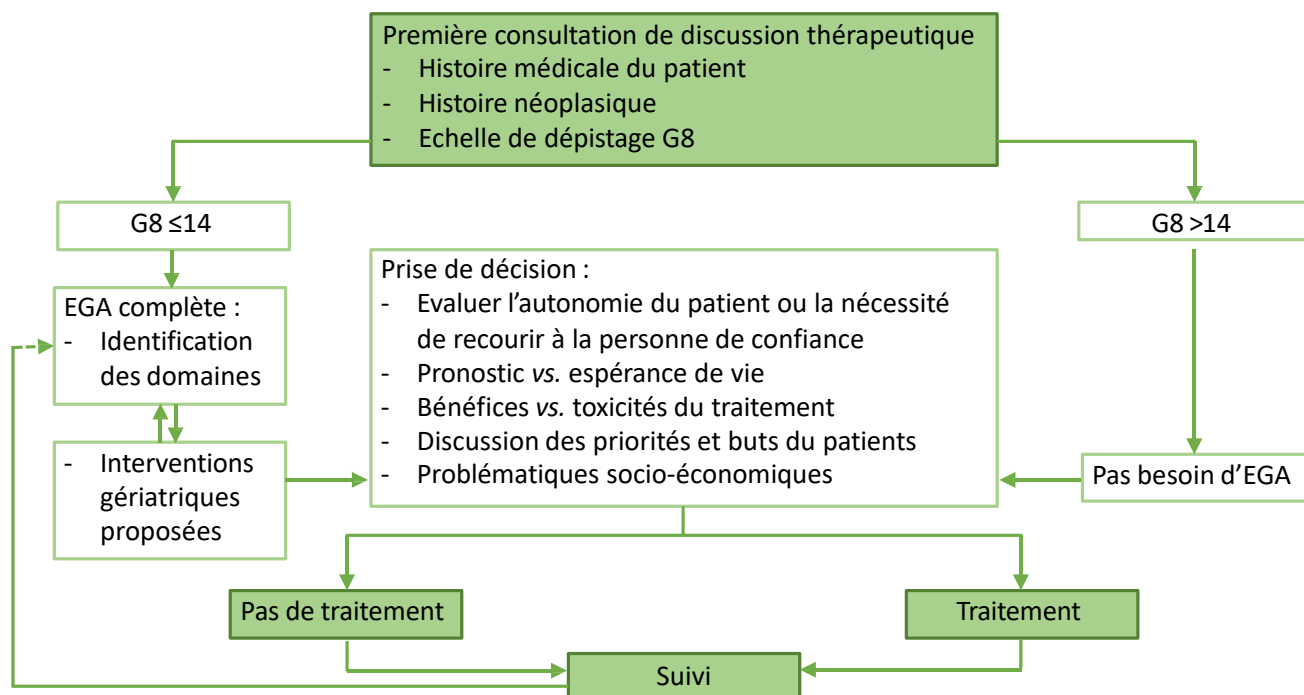 Première consultation de discussion thérapeutique
- Histoire médicale du patient
- Histoire néoplasique
- Echelle de dépistage G8
G8 ≤14
G8 >14
EGA complète :
- Identification
des domaines
- Interventions
gériatriques
proposées
Prise de décision :
- Evaluer l’autonomie du patient ou la nécessité
de recourir à la personne de confiance
- Pronostic vs. espérance de vie
- Bénéfices vs. toxicités du traitement
- Discussion des priorités et buts du patients
- Problématiques socio-économiques
Pas besoin d’EGA
Pas de traitement
Traitement
Suivi